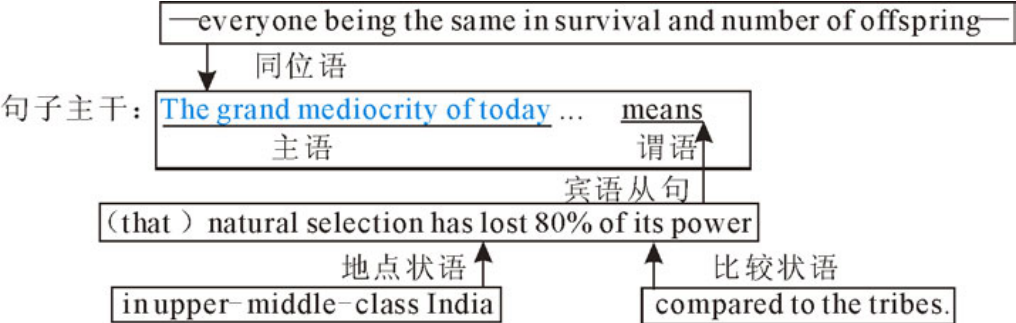 —everyone being the same in survival and number of offspring—
同位语
句子主干：The grand mediocrity of today ... means
主语 谓语
宾语从句
（that ）natural selection has lost 80% of its power
地点状语 比较状语
in upper-middle-class India compared to the tribes.